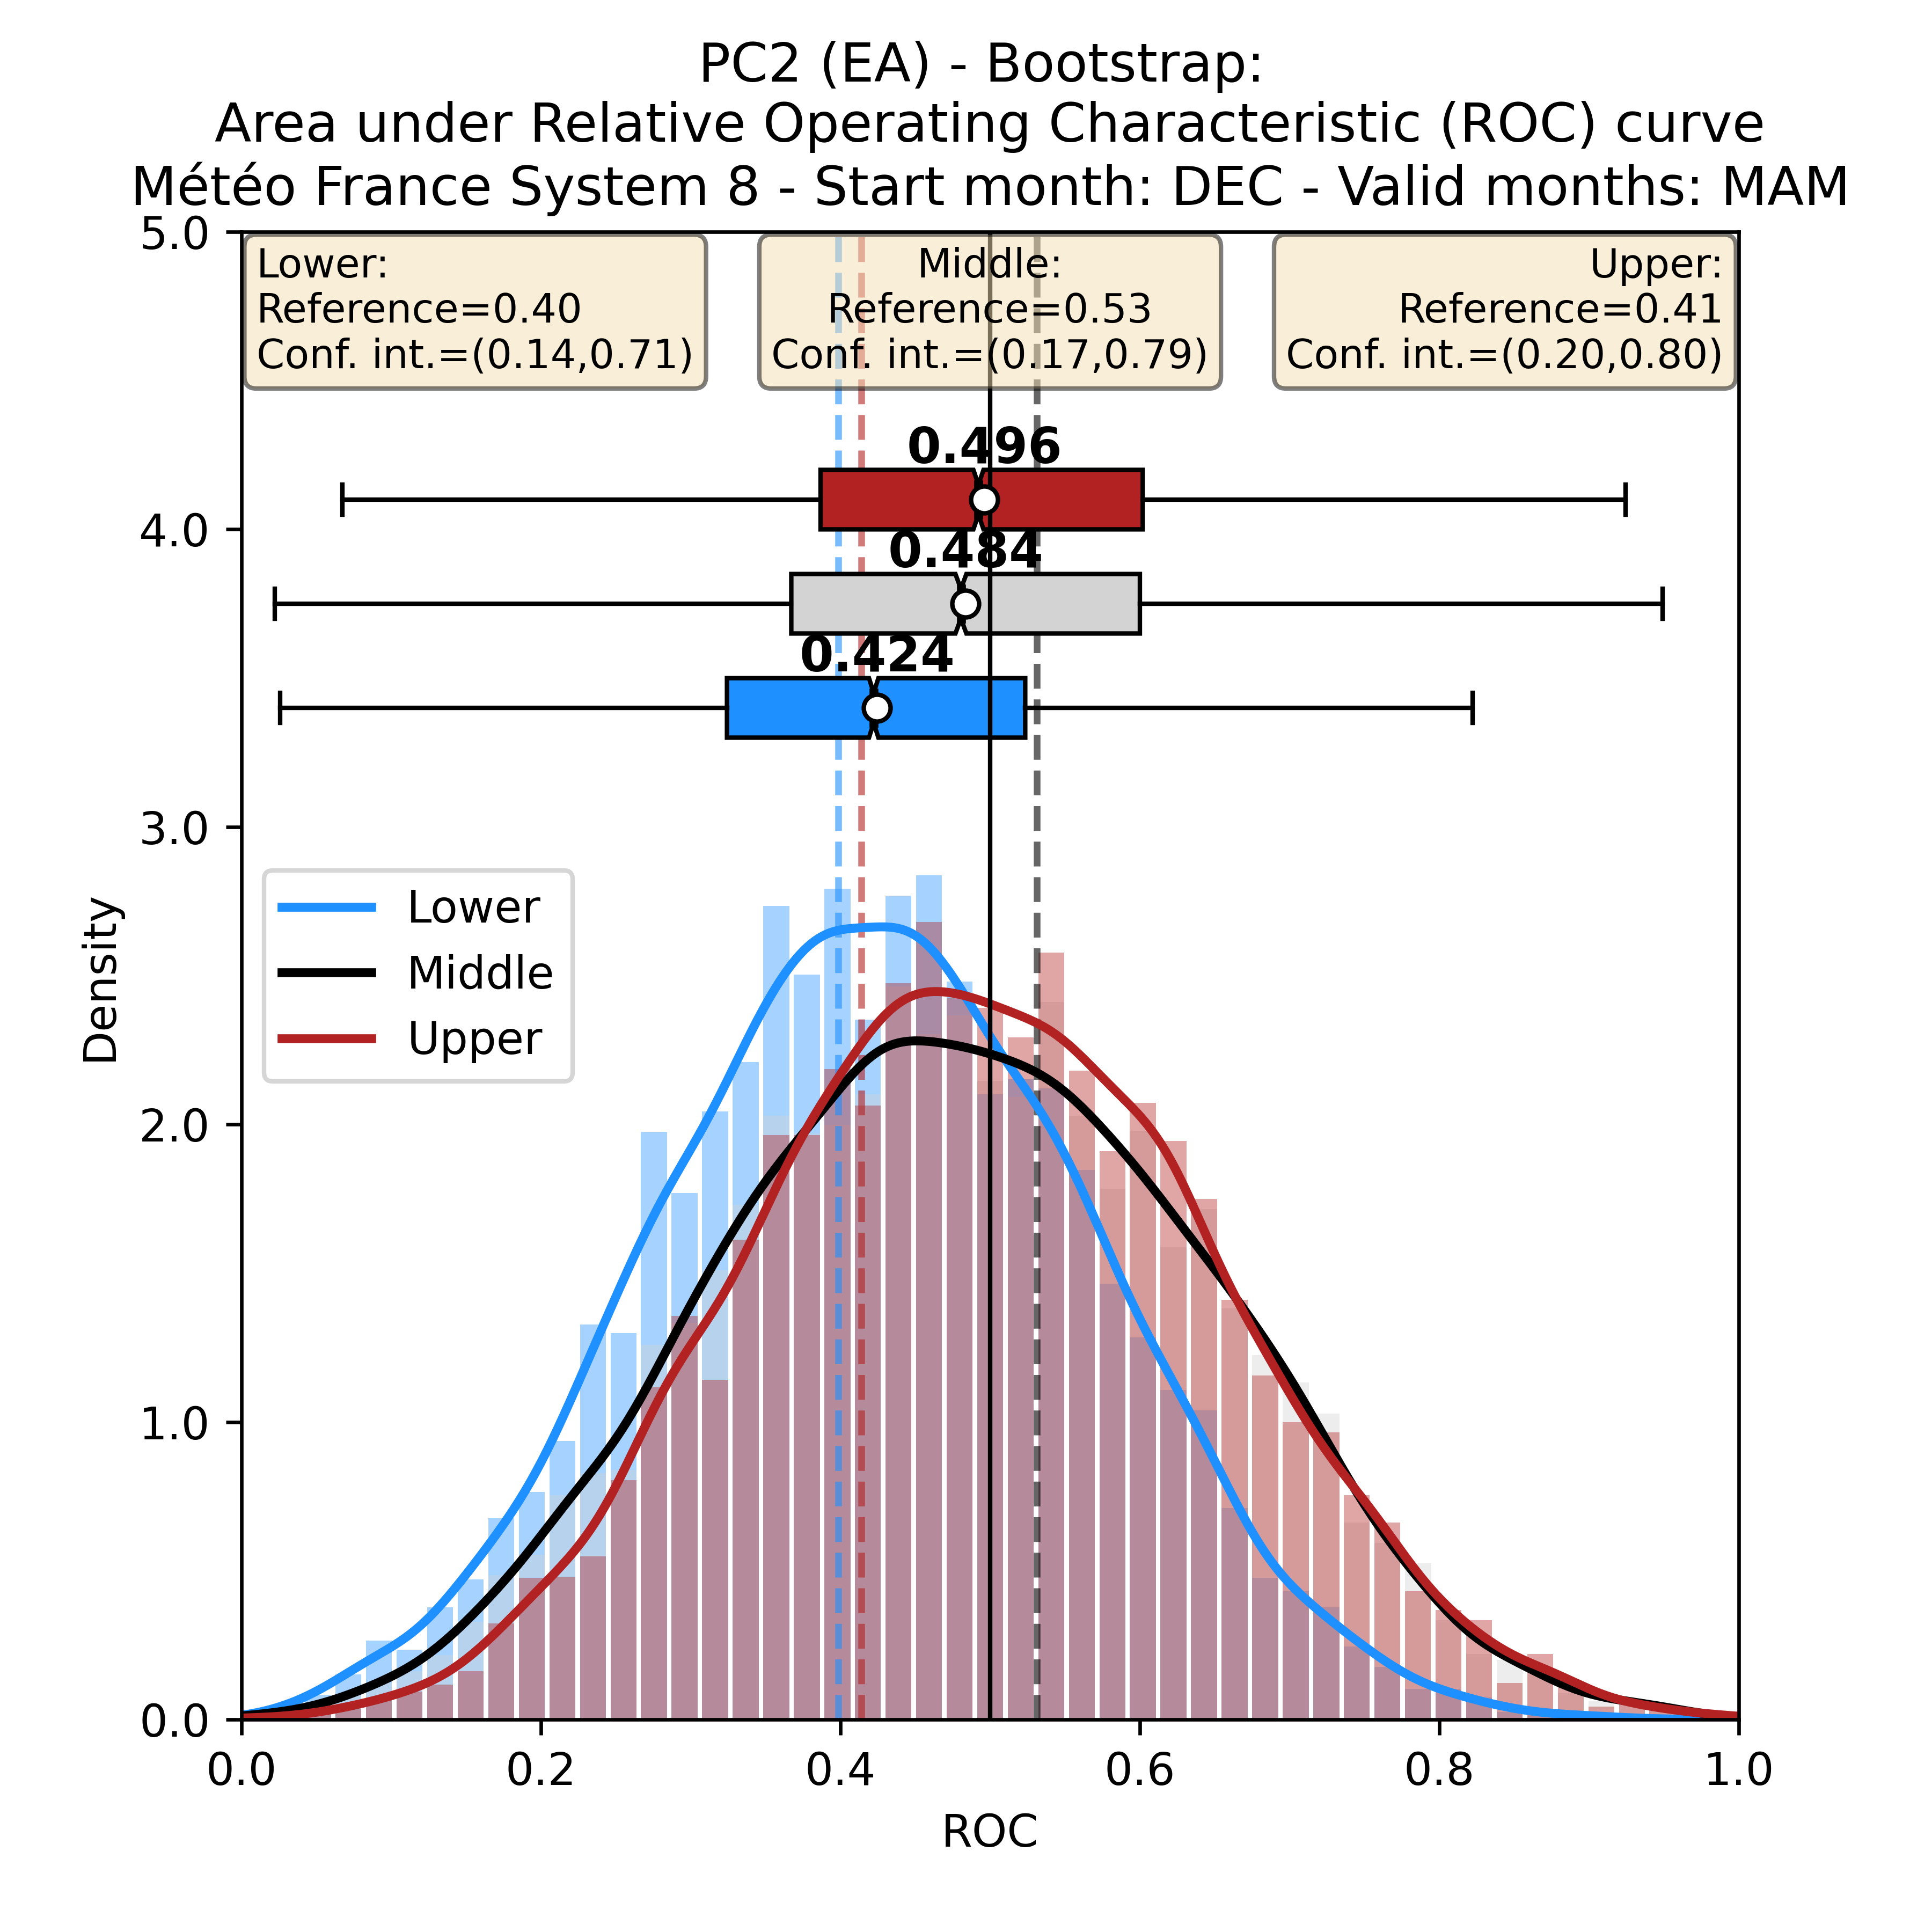 PC2 (EA) - Bootstrap:
Area under Relative Operating Characteristic (ROC) curve
Météo France System 8 - Start month: DEC - Valid months: MAM
Lower:
Reference=0.40
Conf. int.=(0.14,0.71)
Middle:
Reference=0.53
Conf. int.=(0.17,0.79)
Upper:
Reference=0.41
Conf. int.=(0.20,0.80)
0.496
0.484
0.424
5.0
4.0
3.0
2.0
1.0
0.0
Density
Lower
Middle
Upper
0.0 0.2 0.4 0.6 0.8 1.0
ROC